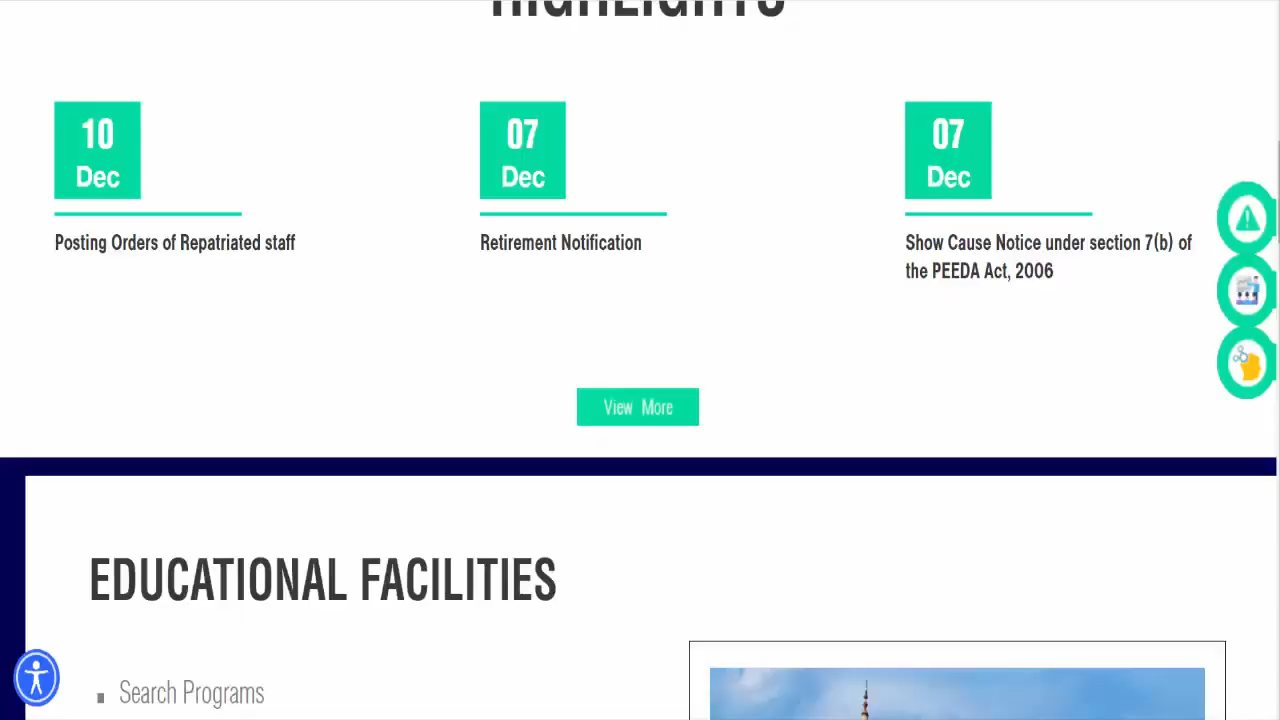 HIGHLIGHTS
10
Dec
Posting Orders of Repatriated staff
07
Dec
Retirement Notification
07
Dec
Show Cause Notice under section 7(b) of
the PEEDA Act, 2006
View More
EDUCATIONAL FACILITIES
Search Programs